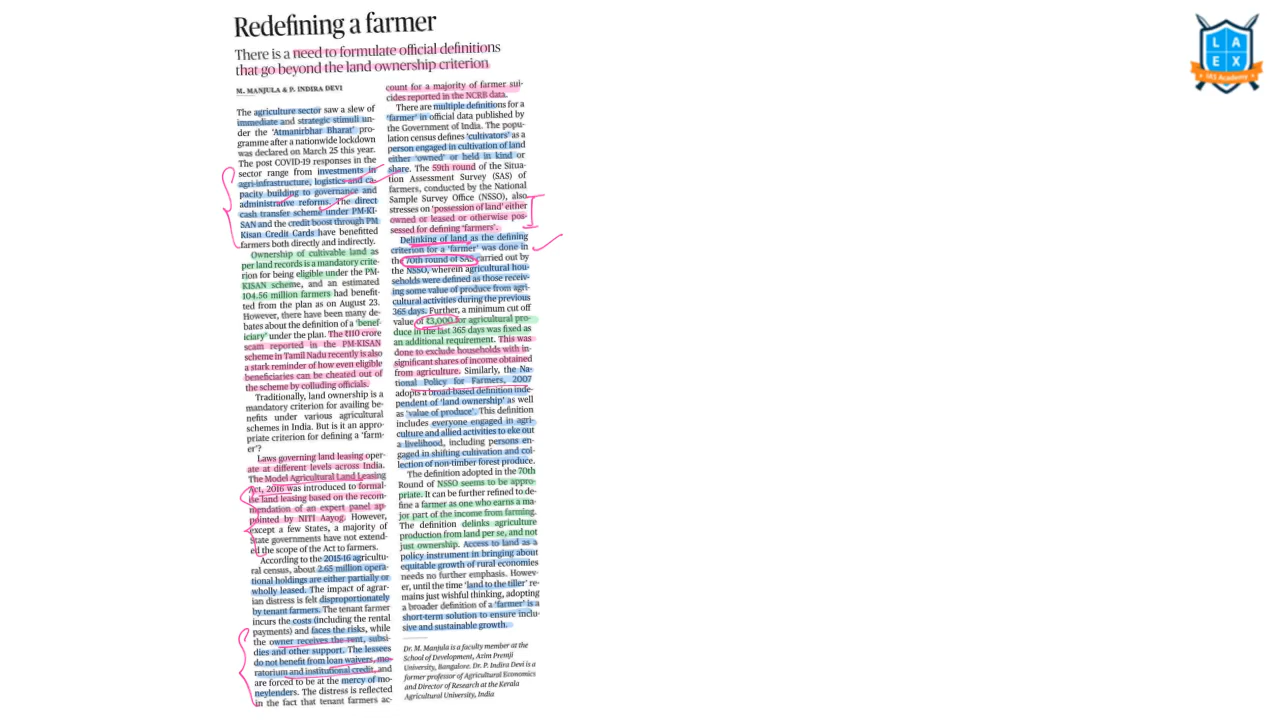 Redefining a farmer
There is a need to formulate official definitions
that go beyond the land ownership criterion
M. MANJULA & P. INDIRA DEVI
The agriculture sector saw a slew of
immediate and strategic stimuli un-
der the 'Atmanirbhar Bharat' pro-
gramme after a nationwide lockdown
was declared on March 25 this year.
The post COVID-19 responses in the
sector range from investments in
agri-infrastructure, logistics and ca-
pacity building to governance and
administrative reforms. The direct
cash transfer scheme under PM-KI-
SAN and the credit boost through PM
Kisan Credit Cards have benefitted
farmers both directly and indirectly.
Ownership of cultivable land as
per land records is a mandatory crite-
rion for being eligible under the PM-
KISAN scheme, and an estimated
104.56 million farmers had benefit-
ted from the plan as on August 23.
However, there have been many de-
bates about the definition of a 'benef-
iciary' under the plan. The ₹110 crore
scam reported in the PM-KISAN
scheme in Tamil Nadu recently is also
a stark reminder of how even eligible
beneficiaries can be cheated out of
the scheme by colluding officials.
Traditionally, land ownership is a
mandatory criterion for availing be-
nefits under various agricultural
schemes in India. But is it an appro-
priate criterion for defining a 'farm-
er'?
Laws governing land leasing oper-
ate at different levels across India.
The Model Agricultural Land Leasing
Act, 2016 was introduced to formal-
ise land leasing based on the recom-
mendation of an expert panel ap-
pointed by NITI Aayog. However,
except a few States, a majority of
State governments have not extend-
ed the scope of the Act to farmers.
According to the 2015-16 agricultu-
ral census, about 2.65 million opera-
tional holdings are either partially or
wholly leased. The impact of agrar-
ian distress is felt disproportionately
by tenant farmers. The tenant farmer
incurs the costs (including the rental
payments) and faces the risks, while
the owner receives the rent, subsi-
dies and other support. The leasees
do not benefit from loan waivers, mo-
ratorium and institutional credit, and
are forced to be at the mercy of mo-
neylenders. The distress is reflected
in the fact that tenant farmers ac-
count for a majority of farmer sui-
cides reported in the NCRB data.
There are multiple definitions for a
'farmer' in official data published by
the Government of India. The popu-
lation census defines 'cultivators' as a
person engaged in cultivation of land
either 'owned' or held in kind or
share. The 59th round of the Situa-
tion Assessment Survey (SAS) of
farmers, conducted by the National
Sample Survey Office (NSSO), also
stresses on 'possession of land' either
owned or leased or otherwise pos-
sessed for defining 'farmers'.
Delinking of land as the defining
criterion for a 'farmer' was done in
the 70th round of SAS carried out by
the NSSO, wherein agricultural hou-
seholds were defined as those receiv-
ing some value of produce from agri-
cultural activities during the previous
365 days. Further, a minimum cut off
value of ₹3,000 for agricultural pro-
duce in the last 365 days was fixed as
an additional requirement. This was
done to exclude households with in-
significant shares of income obtained
from agriculture. Similarly, the Na-
tional Policy for Farmers, 2007
adopts a broad-based definition inde-
pendent of 'land ownership' as well
as 'value of produce'. This definition
includes everyone engaged in agri-
culture and allied activities to eke out
a livelihood, including persons en-
gaged in shifting cultivation and col-
lection of non-timber forest produce.
The definition adopted in the 70th
Round of NSSO seems to be appro-
priate. It can be further refined to de-
fine a farmer as one who earns a ma-
jor part of the income from farming.
The definition delinks agriculture
production from land per se, and not
just ownership. Access to land as a
policy instrument in bringing about
equitable growth of rural economies
needs no further emphasis. Howev-
er, until the time 'land to the tiller' re-
mains just wishful thinking, adopting
a broader definition of a 'farmer' is a
short-term solution to ensure inclu-
sive and sustainable growth.
Dr. M. Manjula is a faculty member at the
School of Development, Azim Premji
University, Bangalore. Dr. P. Indira Devi is a
former professor of Agricultural Economics
and Director of Research at the Kerala
Agricultural University, India
L A
E X
IAS Academy